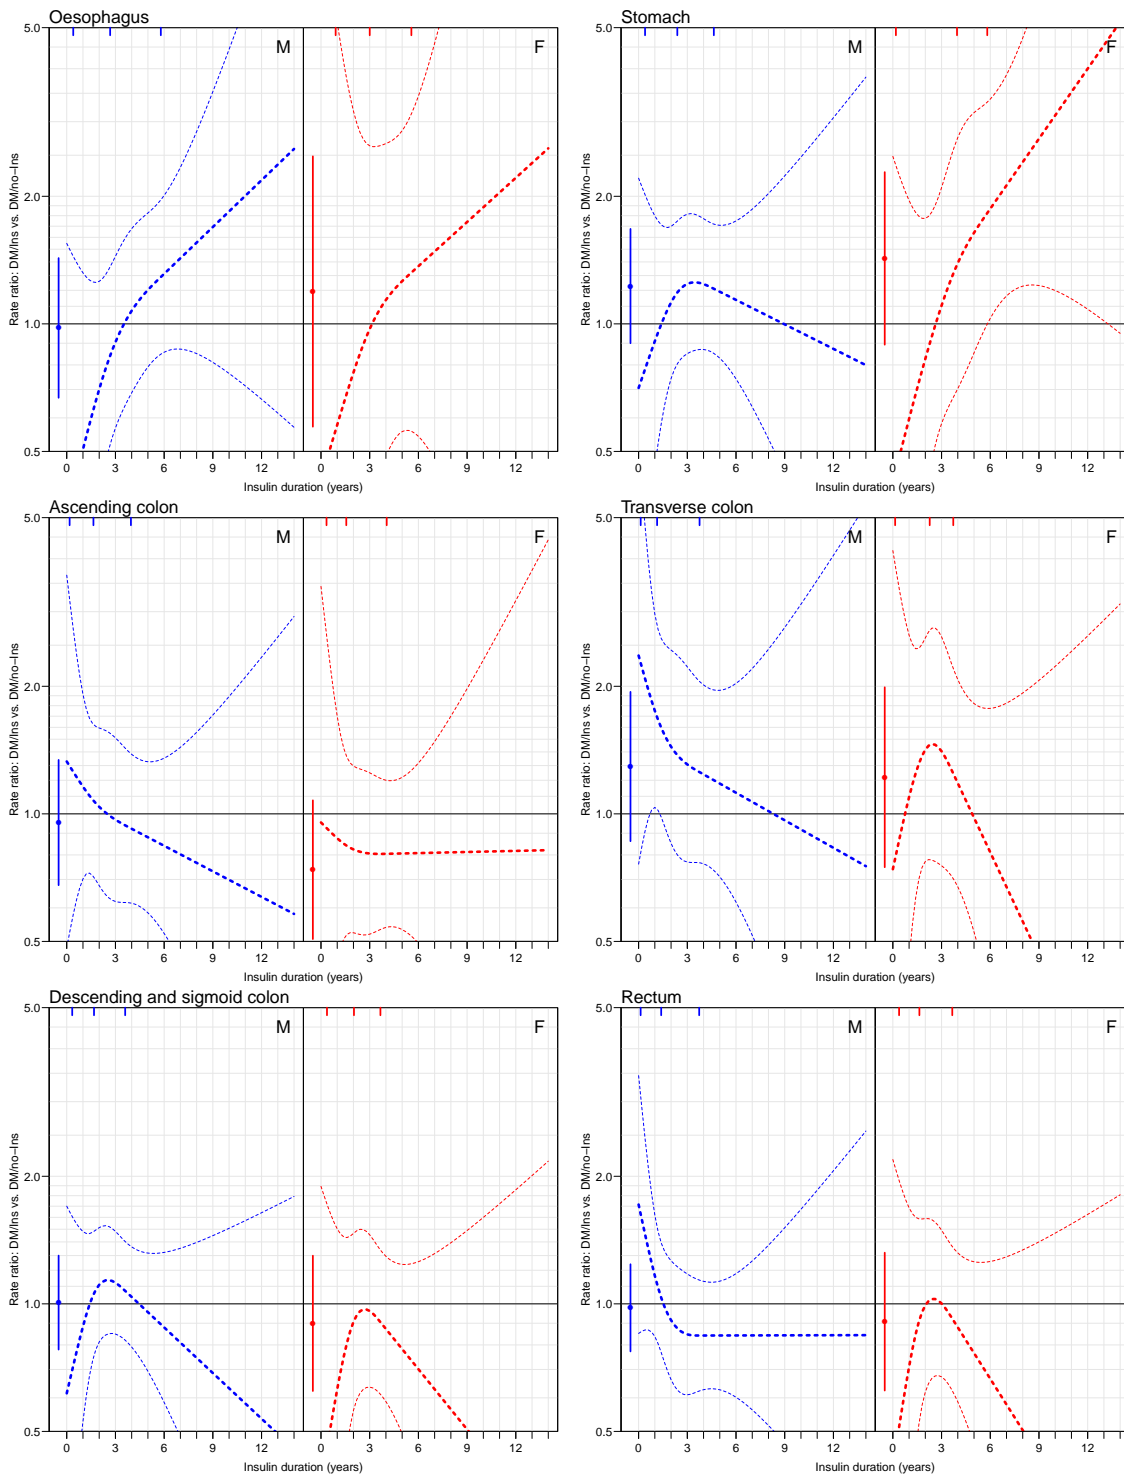 Oesophagus
Stomach
5.0
2.0
1.0
0.5
M
F
Rate ratio: DM/Ins vs. DM/no−Ins
0 3 6 9 12
0 3 6 9 12
Insulin duration (years)
5.0
2.0
1.0
0.5
M
F
Rate ratio: DM/Ins vs. DM/no−Ins
0 3 6 9 12
0 3 6 9 12
Insulin duration (years)
Ascending colon
Transverse colon
5.0
2.0
1.0
0.5
M
F
Rate ratio: DM/Ins vs. DM/no−Ins
0 3 6 9 12
0 3 6 9 12
Insulin duration (years)
5.0
2.0
1.0
0.5
M
F
Rate ratio: DM/Ins vs. DM/no−Ins
0 3 6 9 12
0 3 6 9 12
Insulin duration (years)
Descending and sigmoid colon
Rectum
5.0
2.0
1.0
0.5
M
F
Rate ratio: DM/Ins vs. DM/no−Ins
0 3 6 9 12
0 3 6 9 12
Insulin duration (years)
5.0
2.0
1.0
0.5
M
F
Rate ratio: DM/Ins vs. DM/no−Ins
0 3 6 9 12
0 3 6 9 12
Insulin duration (years)